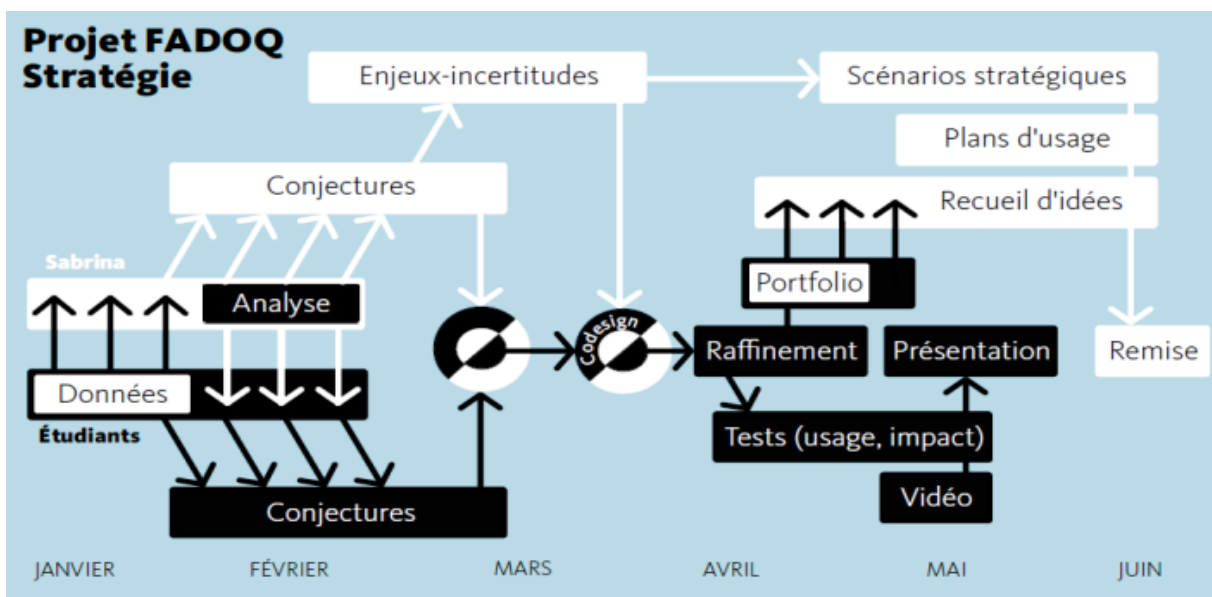 Projet FADOQ
Stratégie
Enjeux-incertitudes
Scénarios stratégiques
Plans d'usage
Conjectures
Recueil d'idées
Sabrina
Analyse
Portfolio
Codesign
Raffinement
Présentation
Remise
Données
Étudiants
Tests (usage, impact)
Vidéo
Conjectures
JANVIER
FÉVRIER
MARS
AVRIL
MAI
JUIN